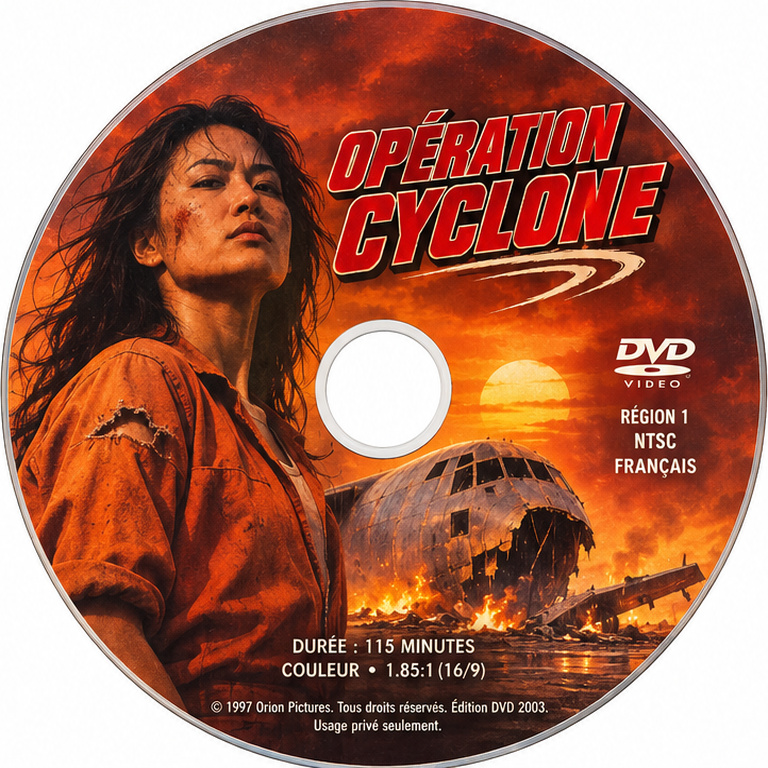 OPÉRATION
CYCLONE
DVD
VIDEO
RÉGION 1
NTSC
FRANÇAIS
DURÉE : 115 MINUTES
COULEUR • 1.85:1 (16/9)
© 1997 Orion Pictures. Tous droits réservés. Édition DVD 2003.
Usage privé seulement.